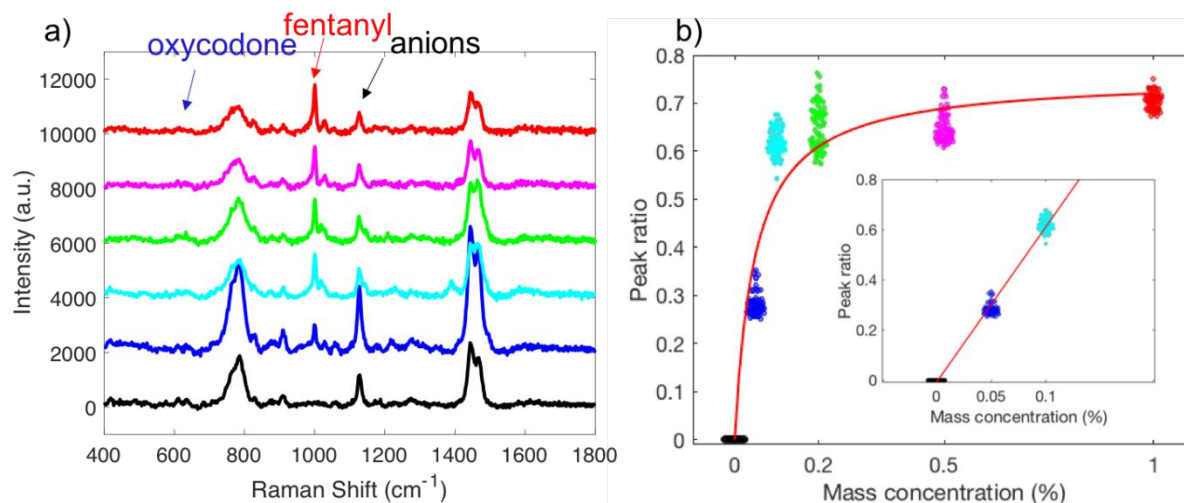 a)
oxycodone
fentanyl
anions
12000
10000
8000
6000
4000
2000
0
Intensity (a.u.)
400 600 800 1000 1200 1400 1600 1800
Raman Shift (cm⁻¹)
b)
0.8
0.7
0.6
0.5
0.4
0.3
0.2
0.1
0
Peak ratio
0 0.2 0.5 1
Mass concentration (%)
0.8
0.6
0.4
0.2
0
Peak ratio
0 0.05 0.1
Mass concentration (%)